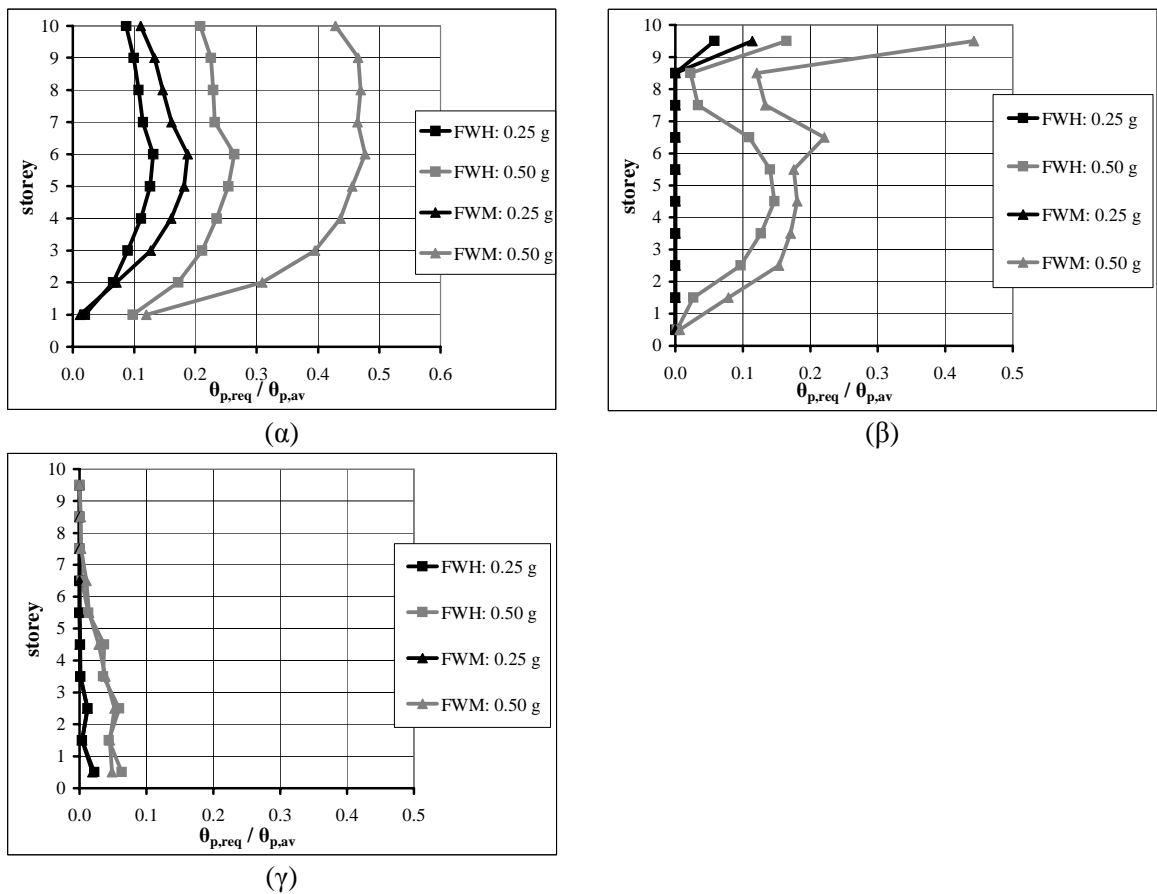 10
9
8
7
6
5
4
3
2
1
0
storey
0.0 0.1 0.2 0.3 0.4 0.5 0.6
θp,req / θp,av
FWH: 0.25 g
FWH: 0.50 g
FWM: 0.25 g
FWM: 0.50 g
(α)
10
9
8
7
6
5
4
3
2
1
0
storey
0.0 0.1 0.2 0.3 0.4 0.5
θp,req / θp,av
FWH: 0.25 g
FWH: 0.50 g
FWM: 0.25 g
FWM: 0.50 g
(β)
10
9
8
7
6
5
4
3
2
1
0
storey
0.0 0.1 0.2 0.3 0.4 0.5
θp,req / θp,av
FWH: 0.25 g
FWH: 0.50 g
FWM: 0.25 g
FWM: 0.50 g
(γ)